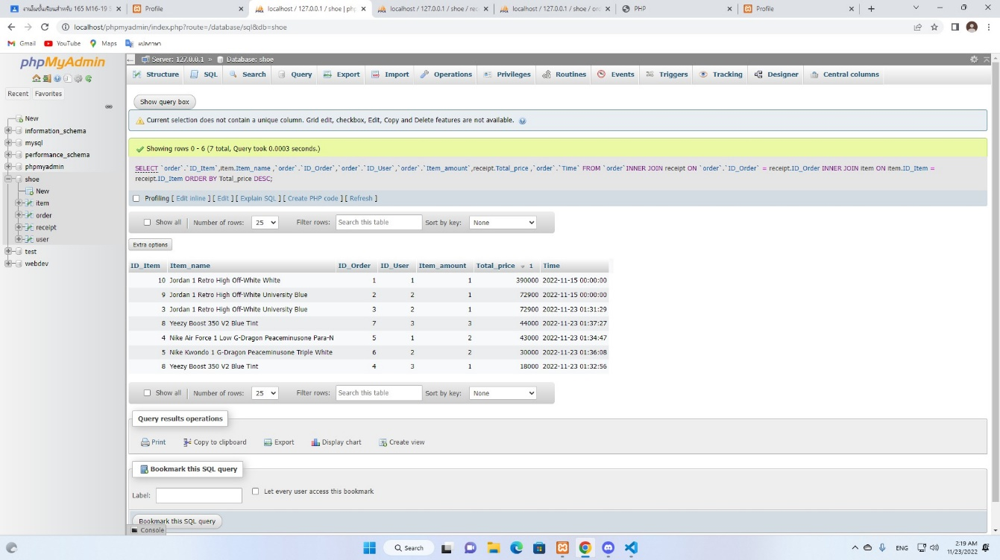 งานในชั้นเรียนสำหรับ 165 M16-19 S
Profile
localhost / 127.0.0.1 / shoe | php
localhost / 127.0.0.1 / shoe / rec
localhost / 127.0.0.1 / shoe / ord
PHP
Profile
localhost/phpmyadmin/index.php?route=/database/sql&db=shoe
Gmail YouTube Maps แปลภาษา
phpMyAdmin
Recent Favorites
New
information_schema
mysql
performance_schema
phpmyadmin
shoe
New
item
order
receipt
user
test
webdev
Server: 127.0.0.1 » Database: shoe
Structure SQL Search Query Export Import Operations Privileges Routines Events Triggers Tracking Designer Central columns
Show query box
Current selection does not contain a unique column. Grid edit, checkbox, Edit, Copy and Delete features are not available.
Showing rows 0 - 6 (7 total, Query took 0.0003 seconds.)
SELECT `order`.`ID_Item`,item.Item_name ,`order`.`ID_Order`,`order`.`ID_User`,`order`.`Item_amount`,receipt.Total_price ,`order`.`Time` FROM `order`INNER JOIN receipt ON `order`.`ID_Order` = receipt.ID_Order INNER JOIN item ON item.ID_Item =
receipt.ID_Item ORDER BY Total_price DESC;
Profiling [ Edit inline ] [ Edit ] [ Explain SQL ] [ Create PHP code ] [ Refresh ]
Show all Number of rows: 25 Filter rows: Search this table Sort by key: None
Extra options
ID_Item Item_name ID_Order ID_User Item_amount Total_price 1 Time
10 Jordan 1 Retro High Off-White White 1 1 1 390000 2022-11-15 00:00:00
9 Jordan 1 Retro High Off-White University Blue 2 2 1 72900 2022-11-15 00:00:00
3 Jordan 1 Retro High Off-White University Blue 3 2 1 72900 2022-11-23 01:31:29
8 Yeezy Boost 350 V2 Blue Tint 7 3 3 44000 2022-11-23 01:37:27
4 Nike Air Force 1 Low G-Dragon Peaceminusone Para-N 5 1 2 43000 2022-11-23 01:34:47
5 Nike Kwondo 1 G-Dragon Peaceminusone Triple White 6 2 2 30000 2022-11-23 01:36:08
8 Yeezy Boost 350 V2 Blue Tint 4 3 1 18000 2022-11-23 01:32:56
Show all Number of rows: 25 Filter rows: Search this table Sort by key: None
Query results operations
Print Copy to clipboard Export Display chart Create view
Bookmark this SQL query
Label: Let every user access this bookmark
Bookmark this SQL query
Console
Search
ENG
2:19 AM
11/23/2022